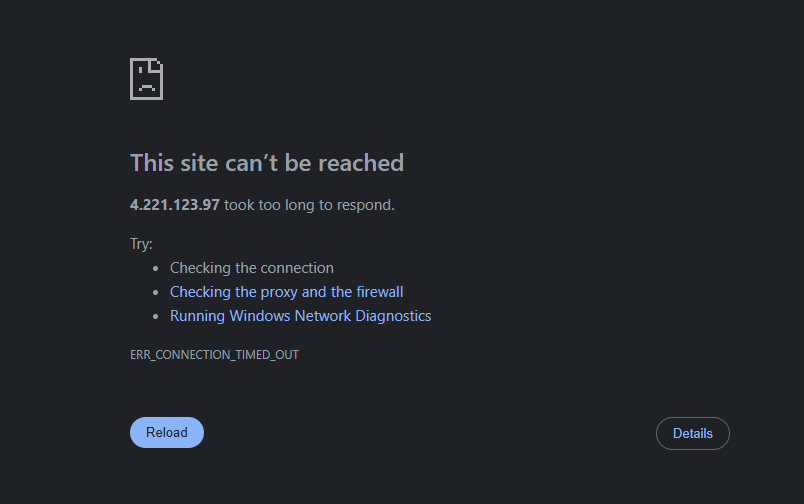 This site can’t be reached
4.221.123.97 took too long to respond.
Try:
• Checking the connection
• Checking the proxy and the firewall
• Running Windows Network Diagnostics
ERR_CONNECTION_TIMED_OUT
Reload
Details